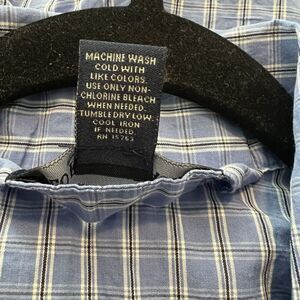 MACHINE WASH
COLD WITH
LIKE COLORS.
USE ONLY NON-
CHLORINE BLEACH
WHEN NEEDED.
TUMBLE DRY LOW.
COOL IRON
IF NEEDED.
RN 15763